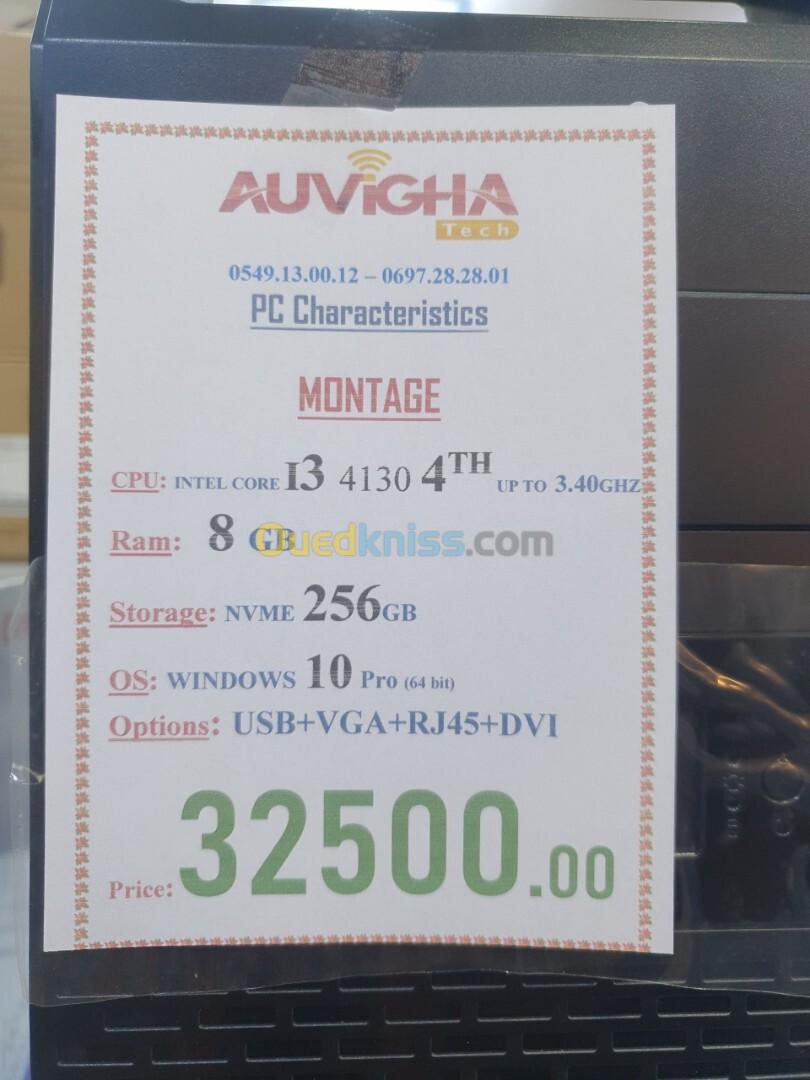 AUVIGHA
Tech
0549.13.00.12 – 0697.28.28.01
PC Characteristics
MONTAGE
CPU: INTEL CORE I3 4130 4TH UP TO 3.40GHZ
Ram: 8 GB
Ouedkniss.com
Storage: NVME 256GB
OS: WINDOWS 10 Pro (64 bit)
Options: USB+VGA+RJ45+DVI
Price: 32500.00